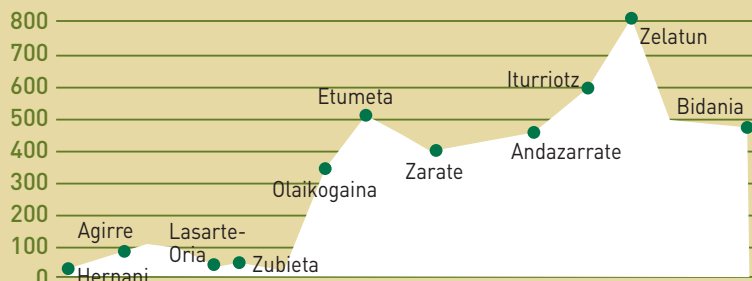 800
700
600
500
400
300
200
100
0
Zelatun
Iturriotz
Etumeta
Bidania
Andazarrate
Zarate
Olaikogaina
Agirre
Lasarte-
Oria
Zubieta
Hernani